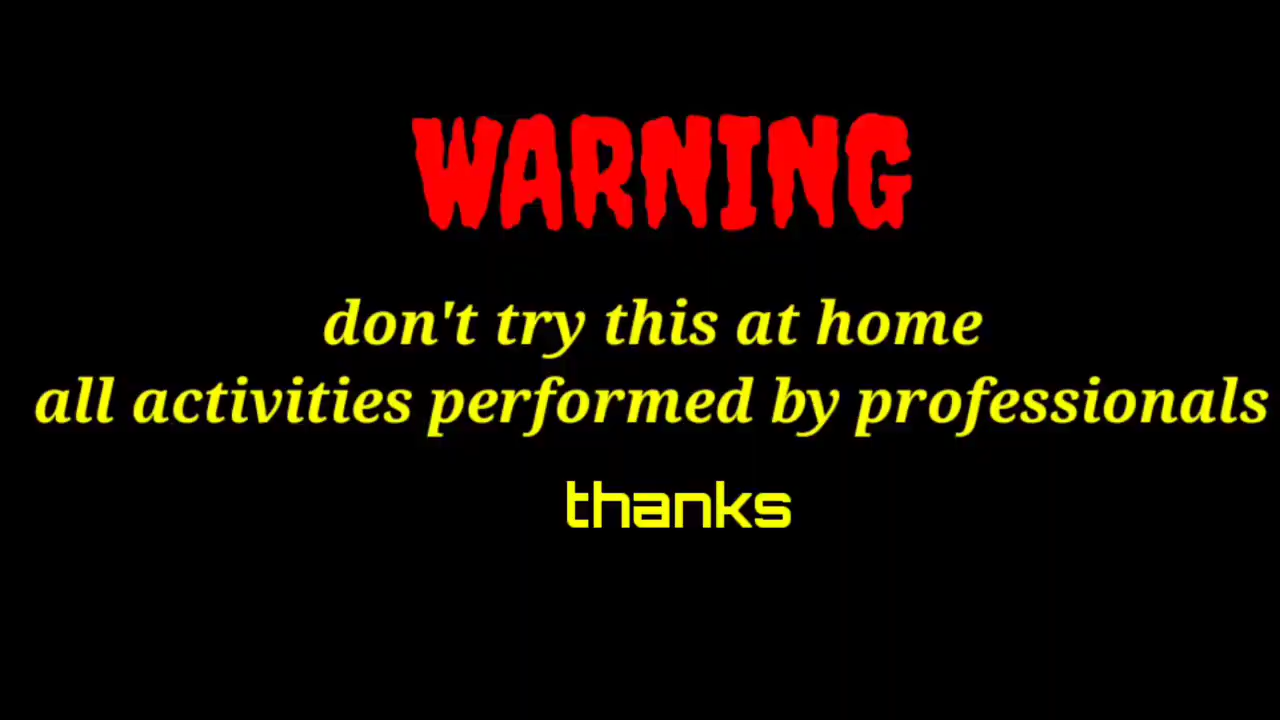 WARNING
don't try this at home
all activities performed by professionals
thanks